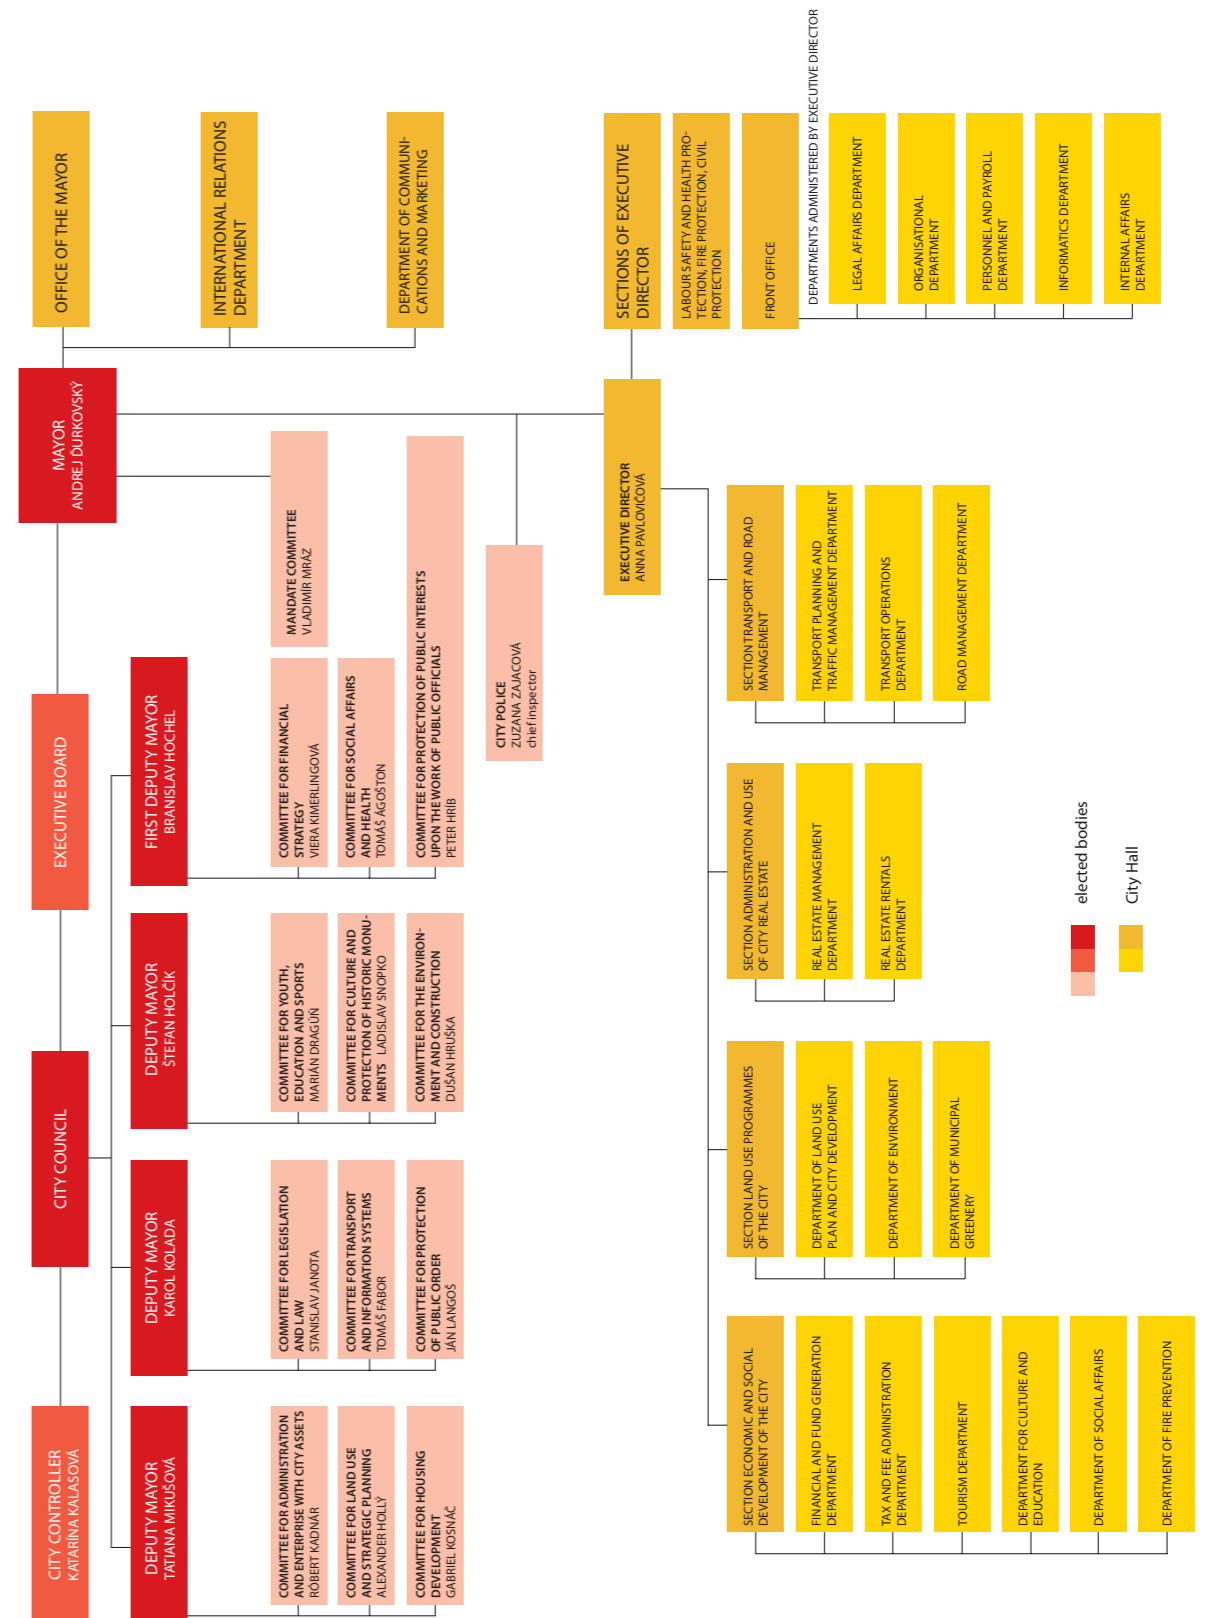 CITY CONTROLLER
KATARÍNA KALASOVÁ
CITY COUNCIL
EXECUTIVE BOARD
MAYOR
ANDREJ ĎURKOVSKÝ
OFFICE OF THE MAYOR
INTERNATIONAL RELATIONS
DEPARTMENT
DEPARTMENT OF COMMUNI-
CATIONS AND MARKETING
DEPUTY MAYOR
TATIANA MIKUŠOVÁ
DEPUTY MAYOR
KAROL KOLADA
DEPUTY MAYOR
ŠTEFAN HOLČÍK
FIRST DEPUTY MAYOR
BRANISLAV HOCHEL
COMMITTEE FOR ADMINISTRATION
AND ENTERPRISE WITH CITY ASSETS
RÓBERT KADNÁR
COMMITTEE FOR LAND USE
AND STRATEGIC PLANNING
ALEXANDER HOLLÝ
COMMITTEE FOR HOUSING
DEVELOPMENT
GABRIEL KOSNÁČ
COMMITTEE FOR LEGISLATION
AND LAW
STANISLAV JANOTA
COMMITTEE FOR TRANSPORT
AND INFORMATION SYSTEMS
TOMÁŠ FABOR
COMMITTEE FOR PROTECTION
OF PUBLIC ORDER
JÁN LANGOŠ
COMMITTEE FOR YOUTH,
EDUCATION AND SPORTS
MARIÁN DRAGÚŇ
COMMITTEE FOR CULTURE AND
PROTECTION OF HISTORIC MONU-
MENTS LADISLAV SNOPKO
COMMITTEE FOR THE ENVIRON-
MENT AND CONSTRUCTION
DUŠAN HRUŠKA
COMMITTEE FOR FINANCIAL
STRATEGY
VIERA KIMERLINGOVÁ
COMMITTEE FOR SOCIAL AFFAIRS
AND HEALTH
TOMÁŠ ÁGOŠTON
COMMITTEE FOR PROTECTION OF PUBLIC INTERESTS
UPON THE WORK OF PUBLIC OFFICIALS
PETER HRÍB
MANDATE COMMITTEE
VLADIMÍR MRÁZ
CITY POLICE
ZUZANA ZAJACOVÁ
chief inspector
EXECUTIVE DIRECTOR
ANNA PAVLOVIČOVÁ
SECTIONS OF EXECUTIVE
DIRECTOR
LABOUR SAFETY AND HEALTH PRO-
TECTION, FIRE PROTECTION, CIVIL
PROTECTION
FRONT OFFICE
DEPARTMENTS ADMINISTERED BY EXECUTIVE DIRECTOR
LEGAL AFFAIRS DEPARTMENT
ORGANISATIONAL
DEPARTMENT
PERSONNEL AND PAYROLL
DEPARTMENT
INFORMATICS DEPARTMENT
INTERNAL AFFAIRS
DEPARTMENT
SECTION ECONOMIC AND SOCIAL
DEVELOPMENT OF THE CITY
FINANCIAL AND FUND GENERATION
DEPARTMENT
TAX AND FEE ADMINISTRATION
DEPARTMENT
TOURISM DEPARTMENT
DEPARTMENT FOR CULTURE AND
EDUCATION
DEPARTMENT OF SOCIAL AFFAIRS
DEPARTMENT OF FIRE PREVENTION
SECTION LAND USE PROGRAMMES
OF THE CITY
DEPARTMENT OF LAND USE
PLAN AND CITY DEVELOPMENT
DEPARTMENT OF ENVIRONMENT
DEPARTMENT OF MUNICIPAL
GREENERY
SECTION ADMINISTRATION AND USE
OF CITY REAL ESTATE
REAL ESTATE MANAGEMENT
DEPARTMENT
REAL ESTATE RENTALS
DEPARTMENT
SECTION TRANSPORT AND ROAD
MANAGEMENT
TRANSPORT PLANNING AND
TRAFFIC MANAGEMENT DEPARTMENT
TRANSPORT OPERATIONS
DEPARTMENT
ROAD MANAGEMENT DEPARTMENT
elected bodies
City Hall